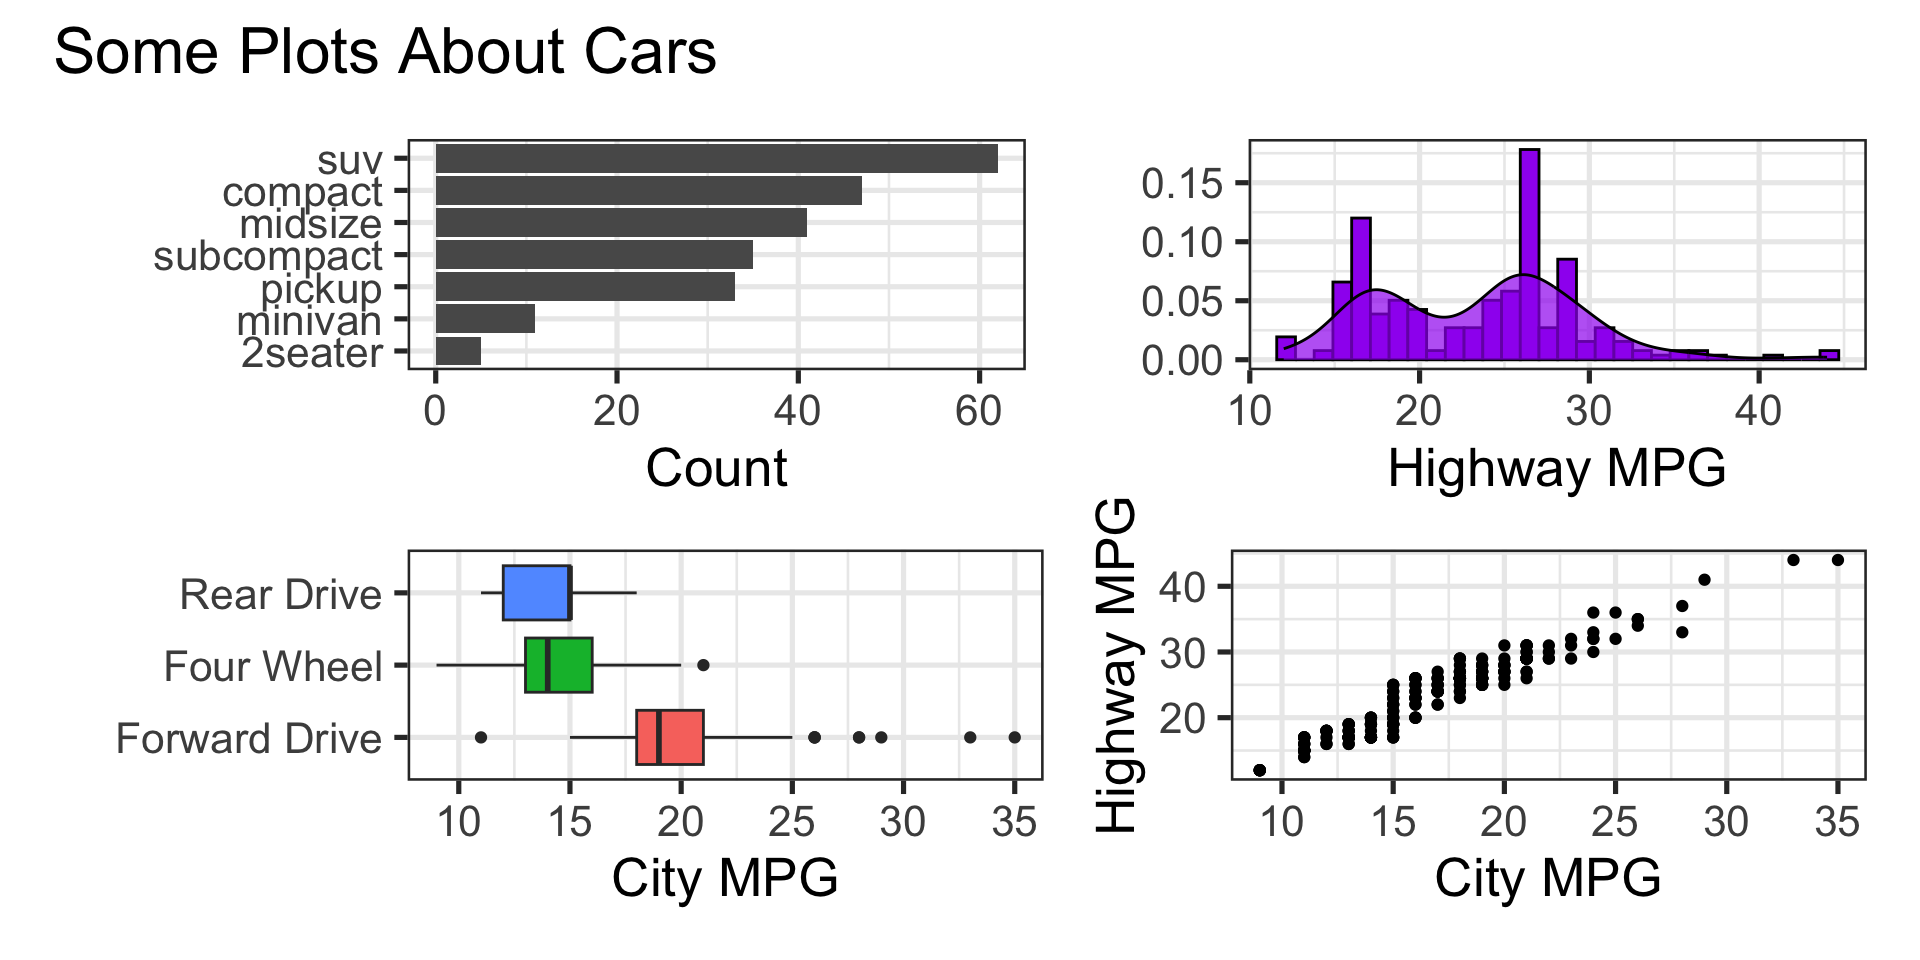 Some Plots About Cars
suv
compact
midsize
subcompact
pickup
minivan
2seater
0 20 40 60
Count
0.15
0.10
0.05
0.00
10 20 30 40
Highway MPG
Rear Drive
Four Wheel
Forward Drive
10 15 20 25 30 35
City MPG
Highway MPG
40
30
20
10 15 20 25 30 35
City MPG